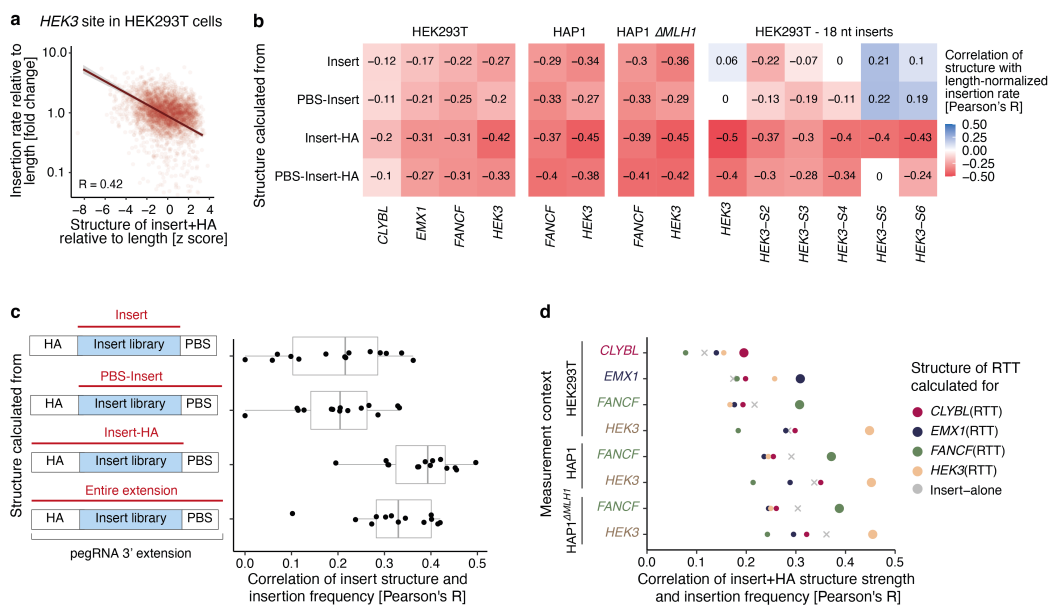 a
HEK3 site in HEK293T cells
Insertion rate relative to
length [fold change]
10.0
1.0
0.1
R = 0.42
−8 −6 −4 −2 0 2 4
Structure of insert+HA
relative to length [z score]
b
Structure calculated from
HEK293T
HAP1
HAP1 ΔMLH1
HEK293T - 18 nt inserts
Insert
−0.12 −0.17 −0.22 −0.27 −0.29 −0.34 −0.3 −0.36 0.06 −0.22 −0.07 0 0.21 0.1
PBS-Insert
−0.11 −0.21 −0.25 −0.2 −0.33 −0.27 −0.33 −0.29 0 −0.13 −0.19 −0.11 0.22 0.19
Insert-HA
−0.2 −0.31 −0.31 −0.42 −0.37 −0.45 −0.39 −0.45 −0.5 −0.37 −0.3 −0.4 −0.4 −0.43
PBS-Insert-HA
−0.1 −0.27 −0.31 −0.33 −0.4 −0.38 −0.41 −0.42 −0.4 −0.3 −0.28 −0.34 0 −0.24
CLYBL EMX1 FANCF HEK3 FANCF HEK3 FANCF HEK3 HEK3 HEK3−S2 HEK3−S3 HEK3−S4 HEK3−S5 HEK3−S6
Correlation of
structure with
length-normalized
insertion rate
[Pearson's R]
0.50
0.25
0.00
−0.25
−0.50
c
Structure calculated from
Insert
HA Insert library PBS
PBS-Insert
HA Insert library PBS
Insert-HA
HA Insert library PBS
Entire extension
HA Insert library PBS
pegRNA 3' extension
0.0 0.1 0.2 0.3 0.4 0.5
Correlation of insert structure and
insertion frequency [Pearson's R]
d
Measurement context
HEK293T
HAP1
HAP1ΔMLH1
CLYBL
EMX1
FANCF
HEK3
FANCF
HEK3
FANCF
HEK3
0.0 0.1 0.2 0.3 0.4 0.5
Correlation of insert+HA structure strength
and insertion frequency [Pearson's R]
Structure of RTT
calculated for
CLYBL(RTT)
EMX1(RTT)
FANCF(RTT)
HEK3(RTT)
Insert−alone